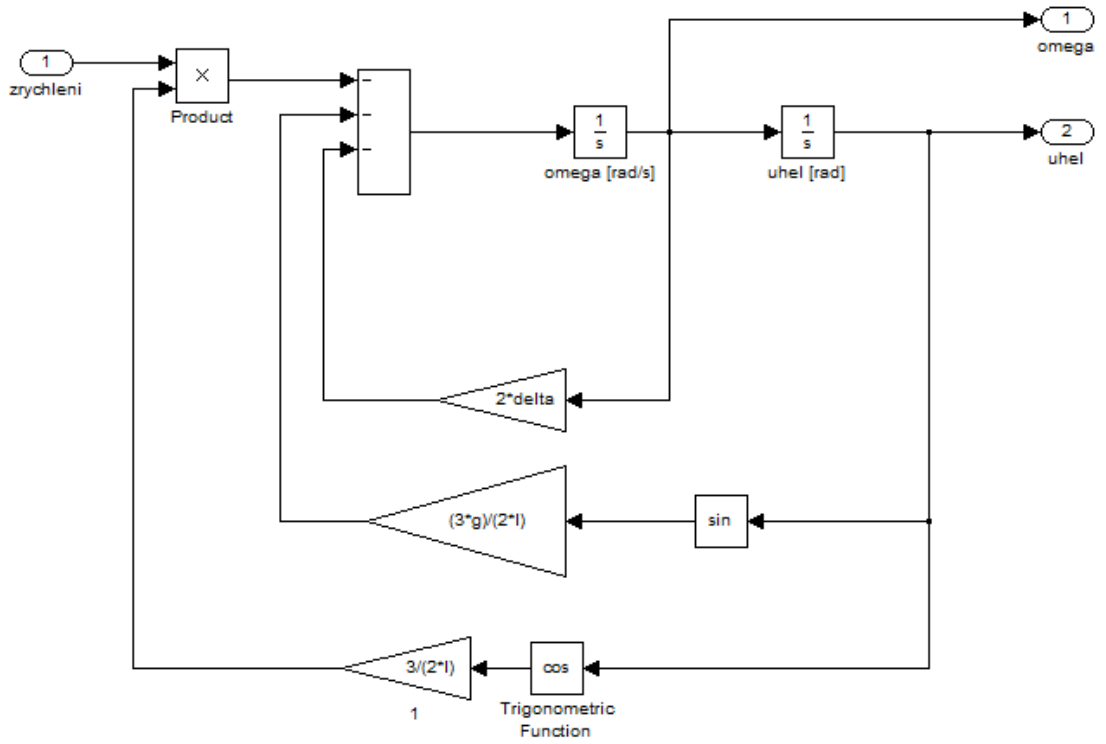 1
zrychleni
×
Product
−
−
−
1
s
omega [rad/s]
1
s
uhel [rad]
1
omega
2
uhel
2*delta
(3*g)/(2*l)
sin
3/(2*l)
1
cos
Trigonometric
Function